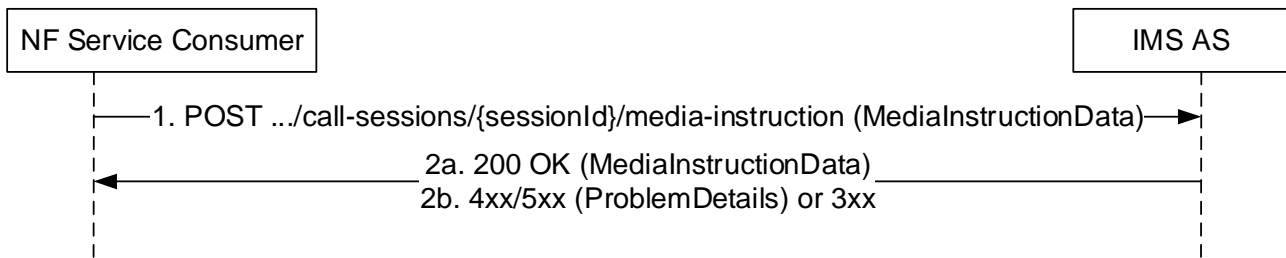 NF Service Consumer
IMS AS
1. POST .../call-sessions/{sessionId}/media-instruction (MediaInstructionData)
2a. 200 OK (MediaInstructionData)
2b. 4xx/5xx (ProblemDetails) or 3xx